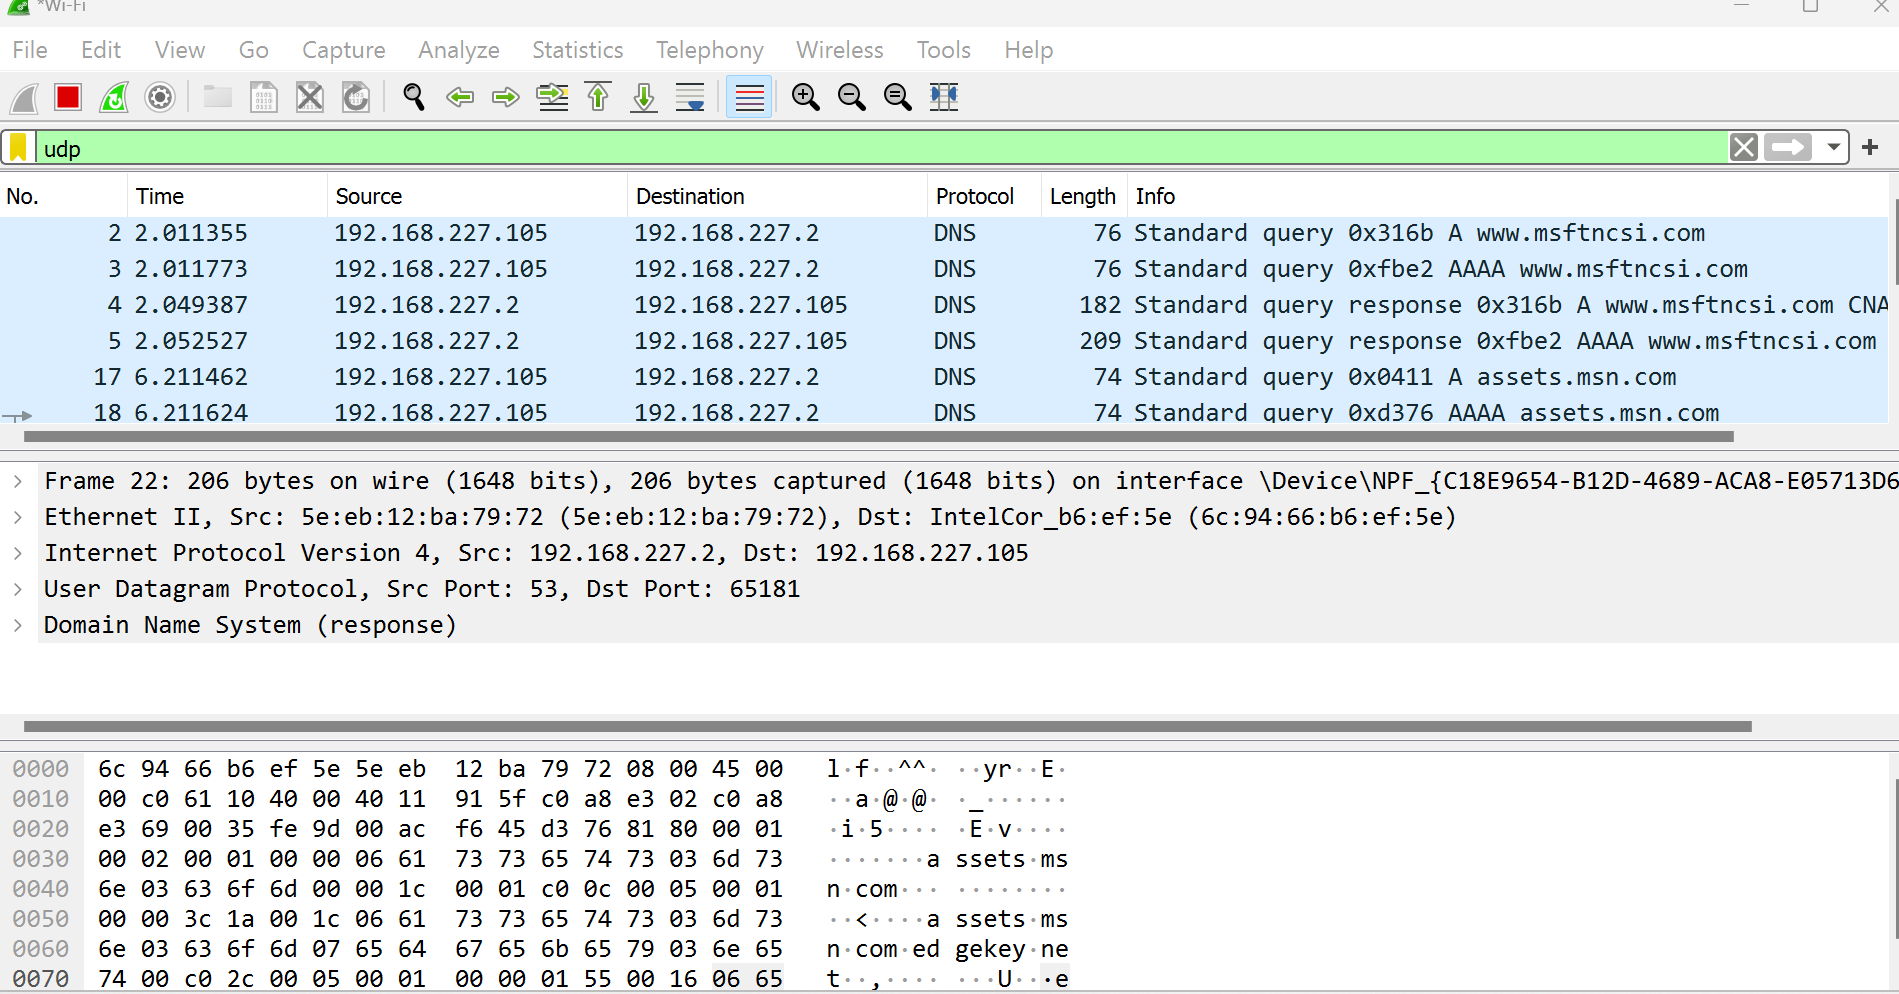 *Wi-Fi
File Edit View Go Capture Analyze Statistics Telephony Wireless Tools Help
udp
No. Time Source Destination Protocol Length Info
2 2.011355 192.168.227.105 192.168.227.2 DNS 76 Standard query 0x316b A www.msftncsi.com
3 2.011773 192.168.227.105 192.168.227.2 DNS 76 Standard query 0xfbe2 AAAA www.msftncsi.com
4 2.049387 192.168.227.2 192.168.227.105 DNS 182 Standard query response 0x316b A www.msftncsi.com CNA
5 2.052527 192.168.227.2 192.168.227.105 DNS 209 Standard query response 0xfbe2 AAAA www.msftncsi.com
17 6.211462 192.168.227.105 192.168.227.2 DNS 74 Standard query 0x0411 A assets.msn.com
18 6.211624 192.168.227.105 192.168.227.2 DNS 74 Standard query 0xd376 AAAA assets.msn.com
Frame 22: 206 bytes on wire (1648 bits), 206 bytes captured (1648 bits) on interface \Device\NPF_{C18E9654-B12D-4689-ACA8-E05713D6
Ethernet II, Src: 5e:eb:12:ba:79:72 (5e:eb:12:ba:79:72), Dst: IntelCor_b6:ef:5e (6c:94:66:b6:ef:5e)
Internet Protocol Version 4, Src: 192.168.227.2, Dst: 192.168.227.105
User Datagram Protocol, Src Port: 53, Dst Port: 65181
Domain Name System (response)
0000 6c 94 66 b6 ef 5e 5e eb 12 ba 79 72 08 00 45 00 l·f··^^· ··yr··E·
0010 00 c0 61 10 40 00 40 11 91 5f c0 a8 e3 02 c0 a8 ··a·@·@· ·_······
0020 e3 69 00 35 fe 9d 00 ac f6 45 d3 76 81 80 00 01 ·i·5···· ·E·v····
0030 00 02 00 01 00 00 06 61 73 73 65 74 73 03 6d 73 ·······a ssets·ms
0040 6e 03 63 6f 6d 00 00 1c 00 01 c0 0c 00 05 00 01 n·com··· ········
0050 00 00 3c 1a 00 1c 06 61 73 73 65 74 73 03 6d 73 ··<····a ssets·ms
0060 6e 03 63 6f 6d 07 65 64 67 65 6b 65 79 03 6e 65 n·com·ed gekey·ne
0070 74 00 c0 2c 00 05 00 01 00 00 01 55 00 16 06 65 t··,···· ···U···e